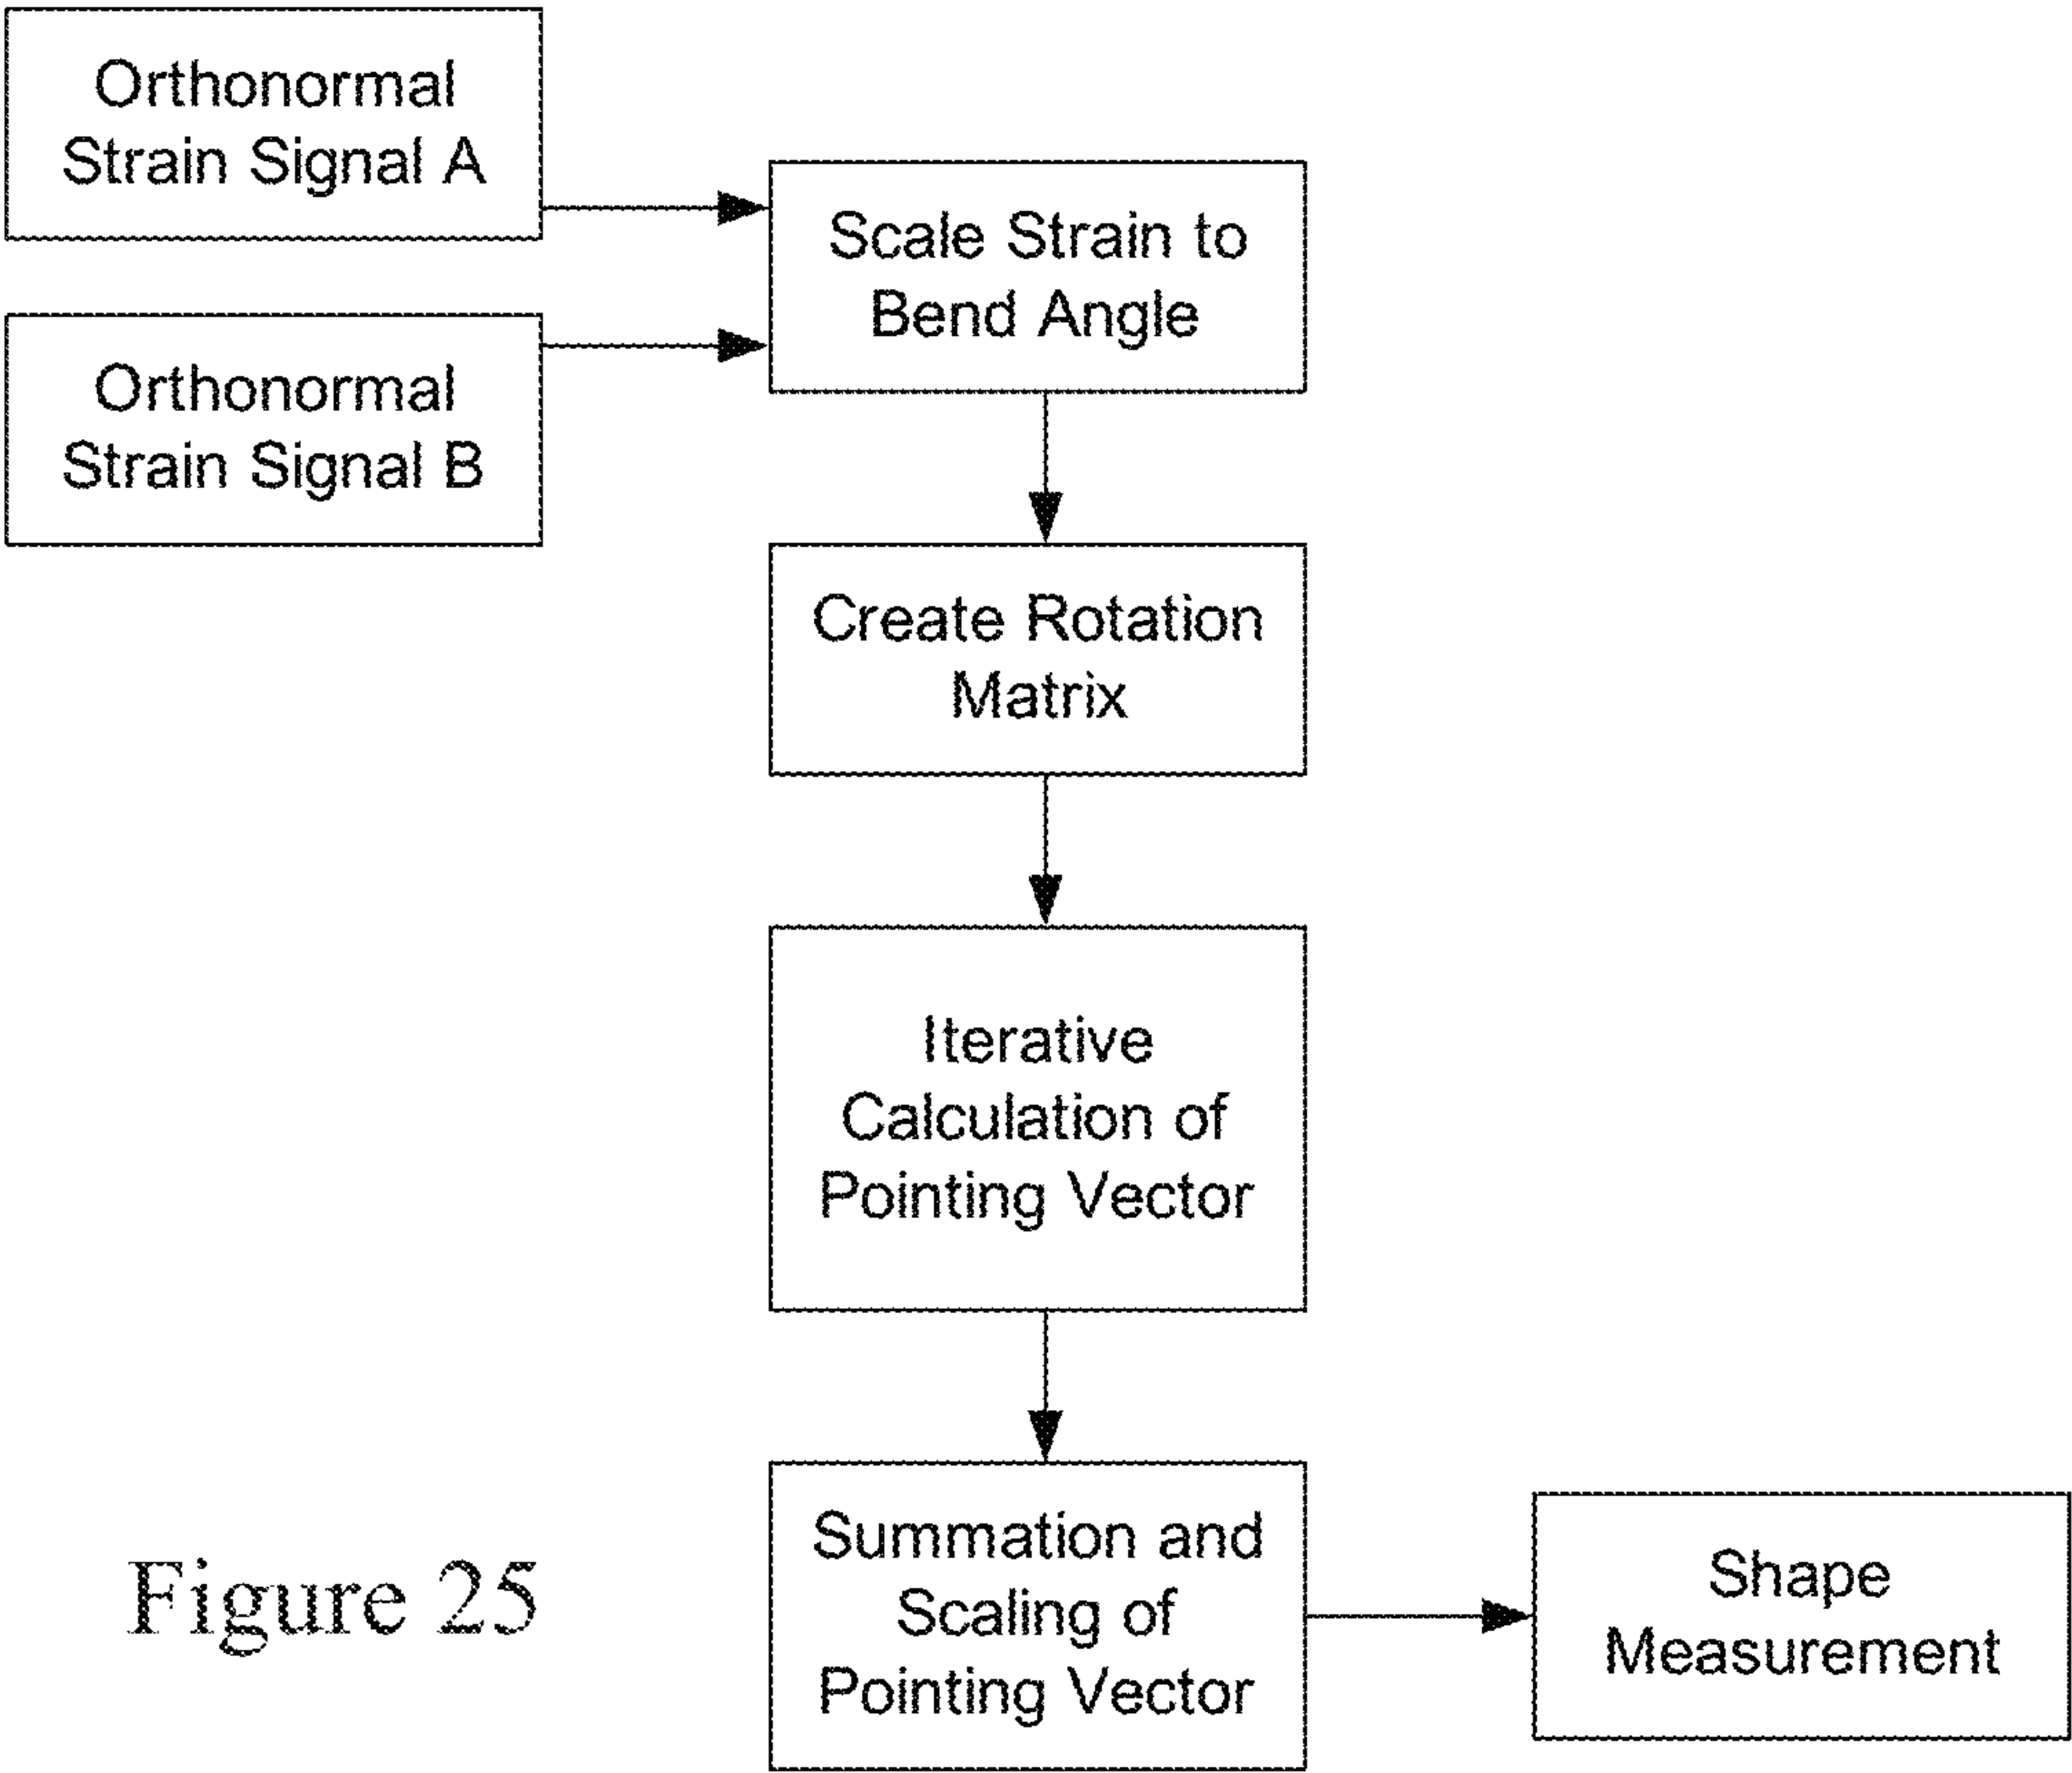 Orthonormal
Strain Signal A
Orthonormal
Strain Signal B
Scale Strain to
Bend Angle
Create Rotation
Matrix
Iterative
Calculation of
Pointing Vector
Summation and
Scaling of
Pointing Vector
Shape
Measurement
Figure 25